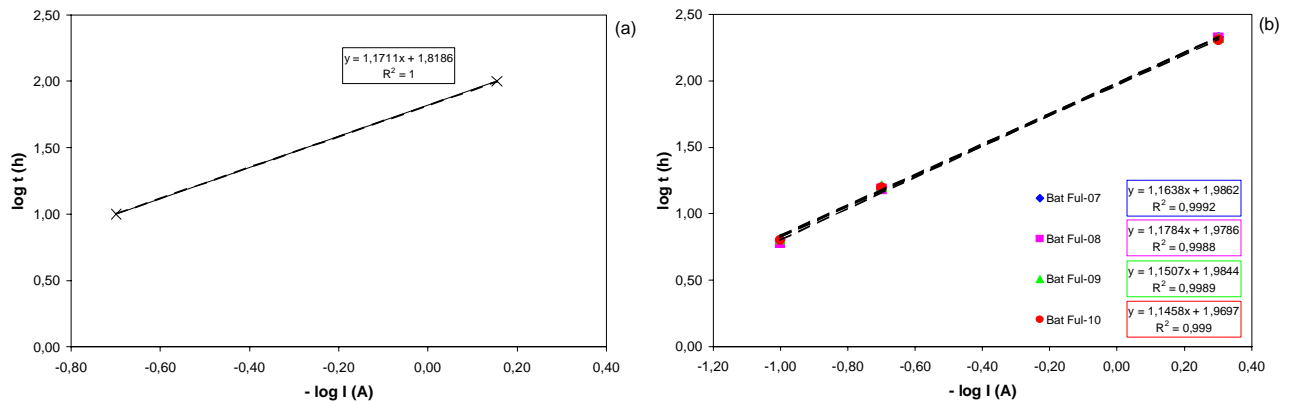 (a)
2,50
2,00
1,50
1,00
0,50
0,00
log t (h)
y = 1,1711x + 1,8186
R² = 1
-0,80 -0,60 -0,40 -0,20 0,00 0,20 0,40
- log I (A)
(b)
2,50
2,00
1,50
1,00
0,50
0,00
log t (h)
Bat Ful-07
y = 1,1638x + 1,9862
R² = 0,9992
Bat Ful-08
y = 1,1784x + 1,9786
R² = 0,9988
Bat Ful-09
y = 1,1507x + 1,9844
R² = 0,9989
Bat Ful-10
y = 1,1458x + 1,9697
R² = 0,999
-1,20 -1,00 -0,80 -0,60 -0,40 -0,20 0,00 0,20 0,40
- log I (A)